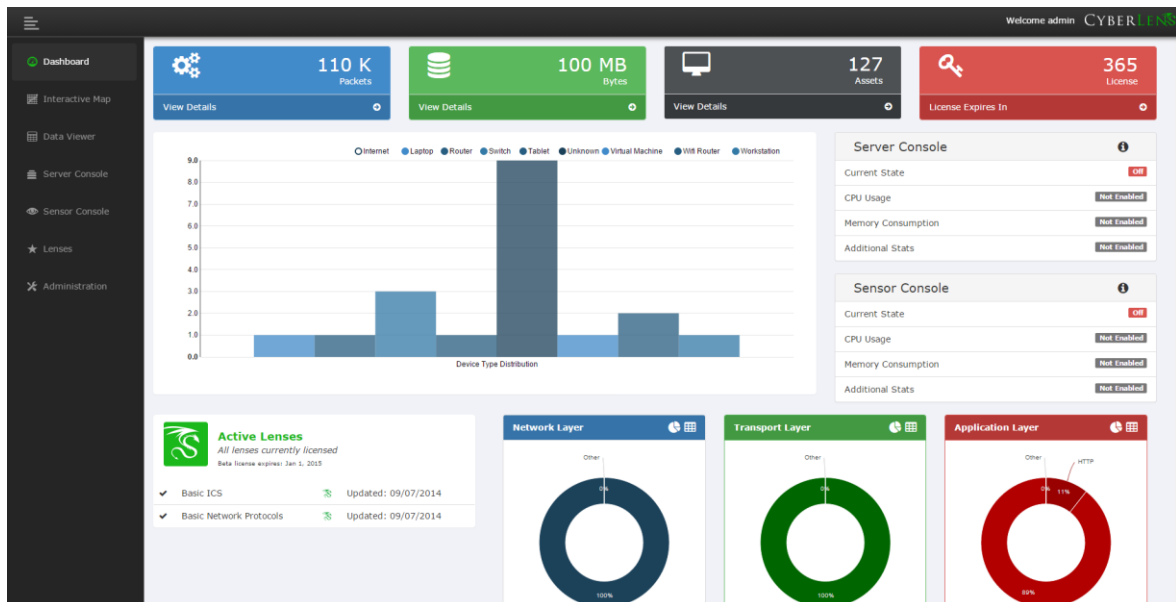 Welcome admin CYBERLENS
Dashboard
Interactive Map
Data Viewer
Server Console
Sensor Console
Lenses
Administration
110 K
Packets
View Details
100 MB
Bytes
View Details
127
Assets
View Details
365
License
License Expires In
Internet Laptop Router Switch Tablet Unknown Virtual Machine Wifi Router Workstation
9.0
8.0
7.0
6.0
5.0
4.0
3.0
2.0
1.0
0.0
Device Type Distribution
Server Console
Current State Off
CPU Usage Not Enabled
Memory Consumption Not Enabled
Additional Stats Not Enabled
Sensor Console
Current State Off
CPU Usage Not Enabled
Memory Consumption Not Enabled
Additional Stats Not Enabled
Active Lenses
All lenses currently licensed
Beta license expires: Jan 1, 2015
Basic ICS Updated: 09/07/2014
Basic Network Protocols Updated: 09/07/2014
Network Layer
Other
0%
100%
Transport Layer
Other
0%
100%
Application Layer
Other
HTTP
0%
11%
89%